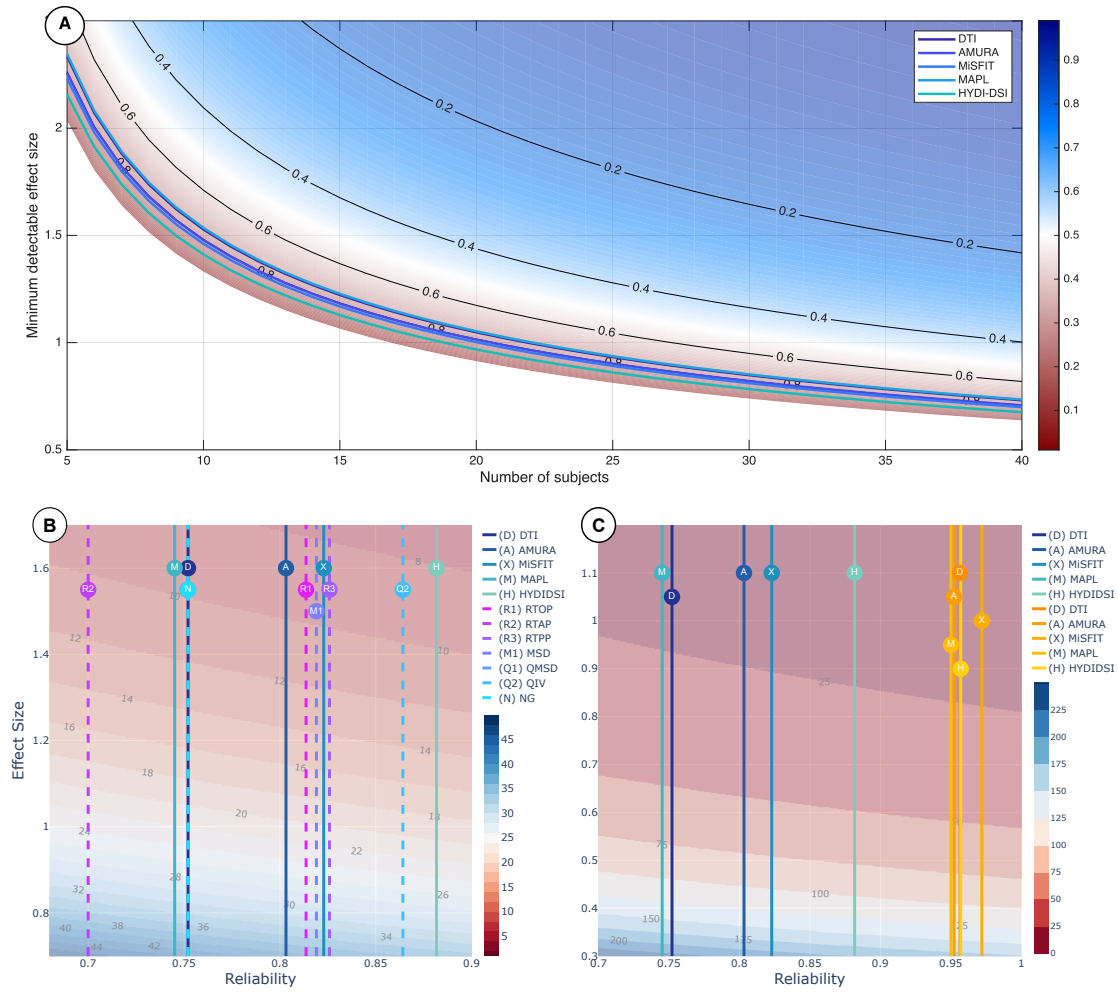 A
DTI
AMURA
MiSFIT
MAPL
HYDI-DSI
0.2
0.2
0.2
0.2
0.4
0.4
0.4
0.4
0.4
0.6
0.6
0.6
0.6
0.6
0.8
0.8
0.8
0.8
0.8
0.8
Minimum detectable effect size
2
1.5
1
0.5
5
10
15
20
25
30
35
40
Number of subjects
0.9
0.8
0.7
0.6
0.5
0.4
0.3
0.2
0.1
B
M
D
N
A
X
H
R2
R1
R3
M1
Q2
8
10
10
12
12
14
14
16
16
18
18
20
22
24
26
28
30
32
34
36
38
40
42
44
Effect Size
1.6
1.4
1.2
1
0.8
0.7
0.75
0.8
0.85
0.9
Reliability
(D) DTI
(A) AMURA
(X) MiSFIT
(M) MAPL
(H) HYDIDSI
(R1) RTOP
(R2) RTAP
(R3) RTPP
(M1) MSD
(Q1) QMSD
(Q2) QIV
(N) NG
45
40
35
30
25
20
15
10
5
C
M
D
A
X
H
D
A
X
M
H
25
75
100
150
175
200
1.1
1
0.9
0.8
0.7
0.6
0.5
0.4
0.3
0.7
0.75
0.8
0.85
0.9
0.95
1
Reliability
(D) DTI
(A) AMURA
(X) MiSFIT
(M) MAPL
(H) HYDIDSI
(D) DTI
(A) AMURA
(X) MiSFIT
(M) MAPL
(H) HYDIDSI
225
200
175
150
125
100
75
50
25
0